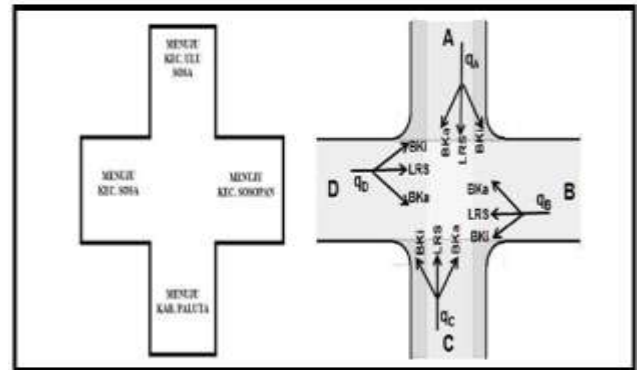 MENUJU
KEC. ULU
SOSA
MENUJU
KEC. SOSA
MENUJU
KEC. SOSOPAN
MENUJU
KAB. PALUTA
A
qA
BKa
LRS
BKi
D
qD
BKi
LRS
BKa
B
qB
BKa
LRS
BKi
BKi
LRS
BKa
qC
C